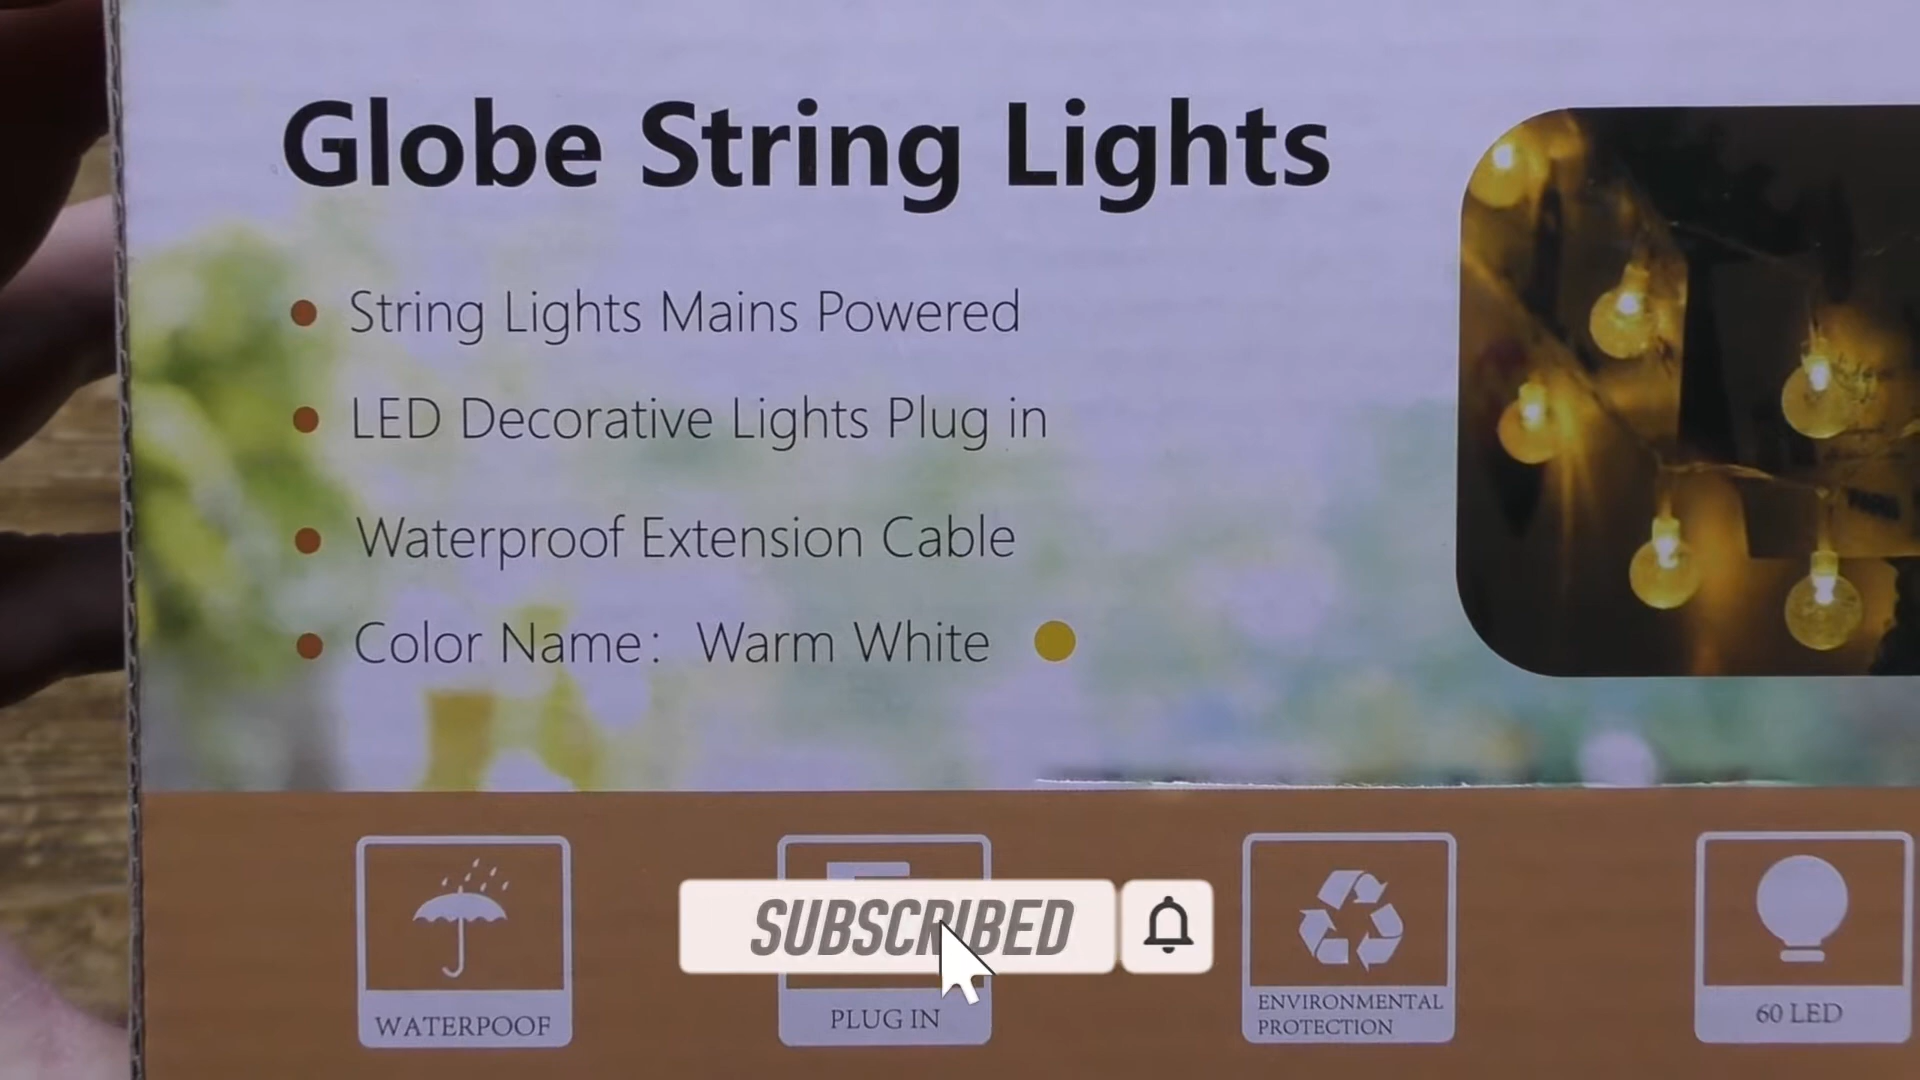 Globe String Lights
String Lights Mains Powered
LED Decorative Lights Plug in
Waterproof Extension Cable
Color Name: Warm White
SUBSCRIBED
WATERPOOF
PLUG IN
ENVIRONMENTAL
PROTECTION
60 LED